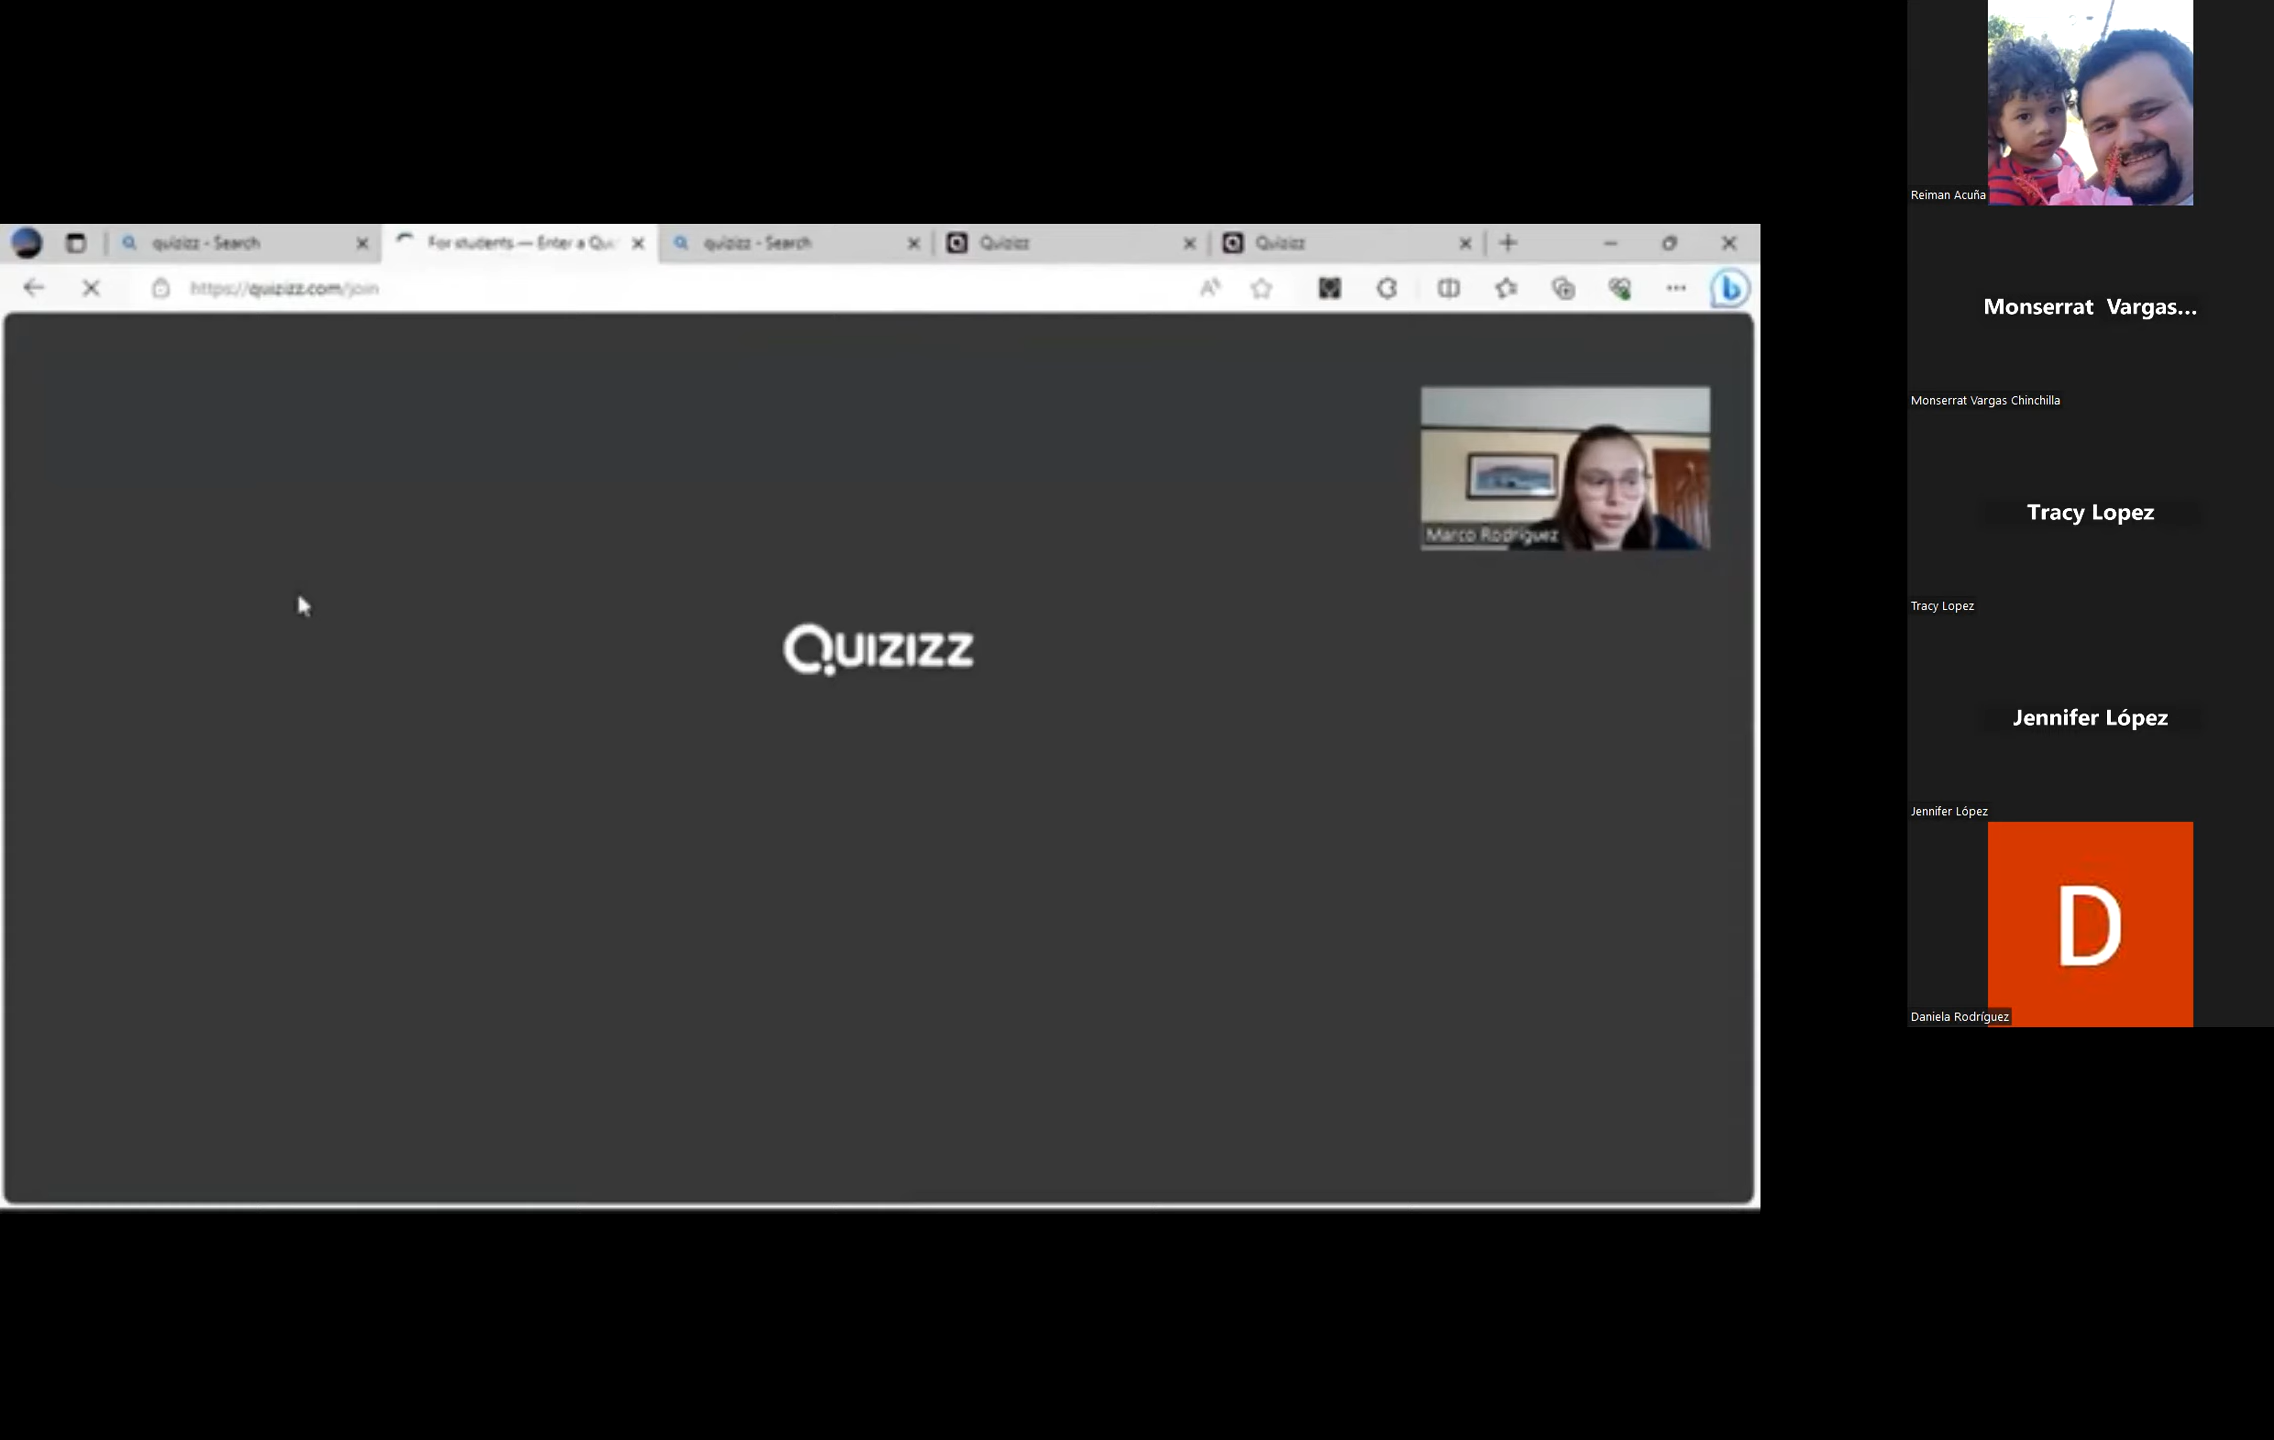 quizizz - Search
For students — Enter a Qui
quizizz - Search
Quizizz
Quizizz
https://quizizz.com/join
Marco Rodríguez
Quizizz
Reiman Acuña
Monserrat Vargas...
Monserrat Vargas Chinchilla
Tracy Lopez
Tracy Lopez
Jennifer López
Jennifer López
D
Daniela Rodríguez